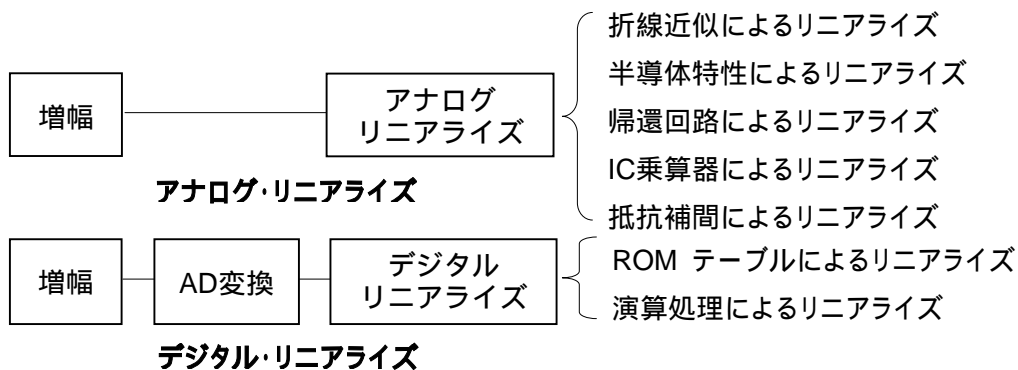 増幅
アナログ
リニアライズ
折線近似によるリニアライズ
半導体特性によるリニアライズ
帰還回路によるリニアライズ
IC乗算器によるリニアライズ
抵抗補間によるリニアライズ
アナログ・リニアライズ
増幅
AD変換
デジタル
リニアライズ
ROM テーブルによるリニアライズ
演算処理によるリニアライズ
デジタル・リニアライズ